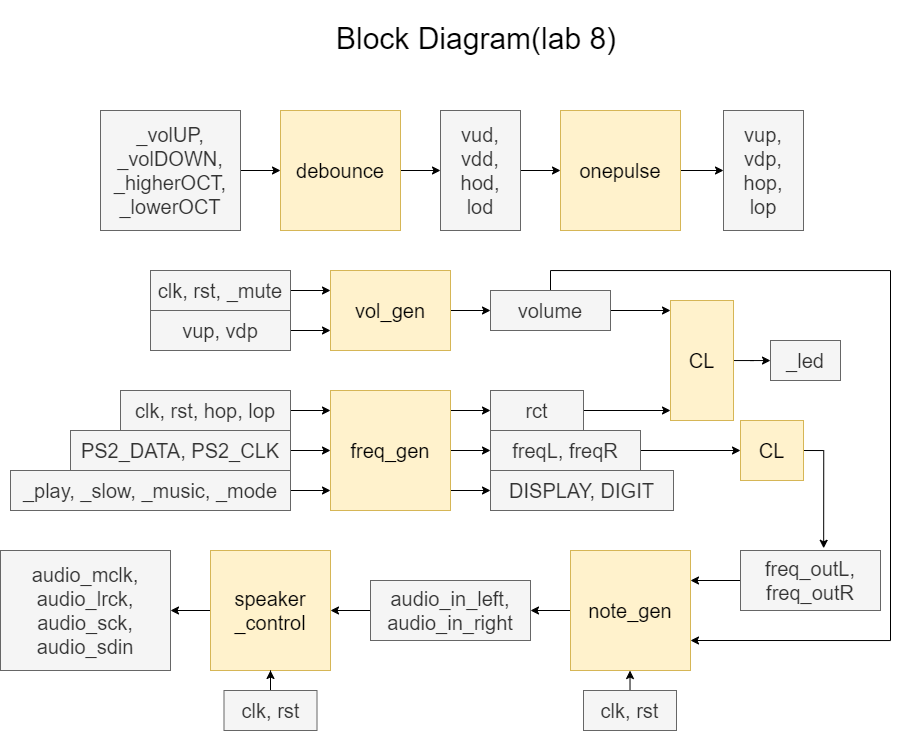 Block Diagram(lab 8)
_volUP,
_volDOWN,
_higherOCT,
_lowerOCT
debounce
vud,
vdd,
hod,
lod
onepulse
vup,
vdp,
hop,
lop
clk, rst, _mute
vup, vdp
vol_gen
volume
CL
_led
clk, rst, hop, lop
PS2_DATA, PS2_CLK
_play, _slow, _music, _mode
freq_gen
rct
freqL, freqR
DISPLAY, DIGIT
CL
audio_mclk,
audio_lrck,
audio_sck,
audio_sdin
speaker
_control
audio_in_left,
audio_in_right
note_gen
freq_outL,
freq_outR
clk, rst
clk, rst